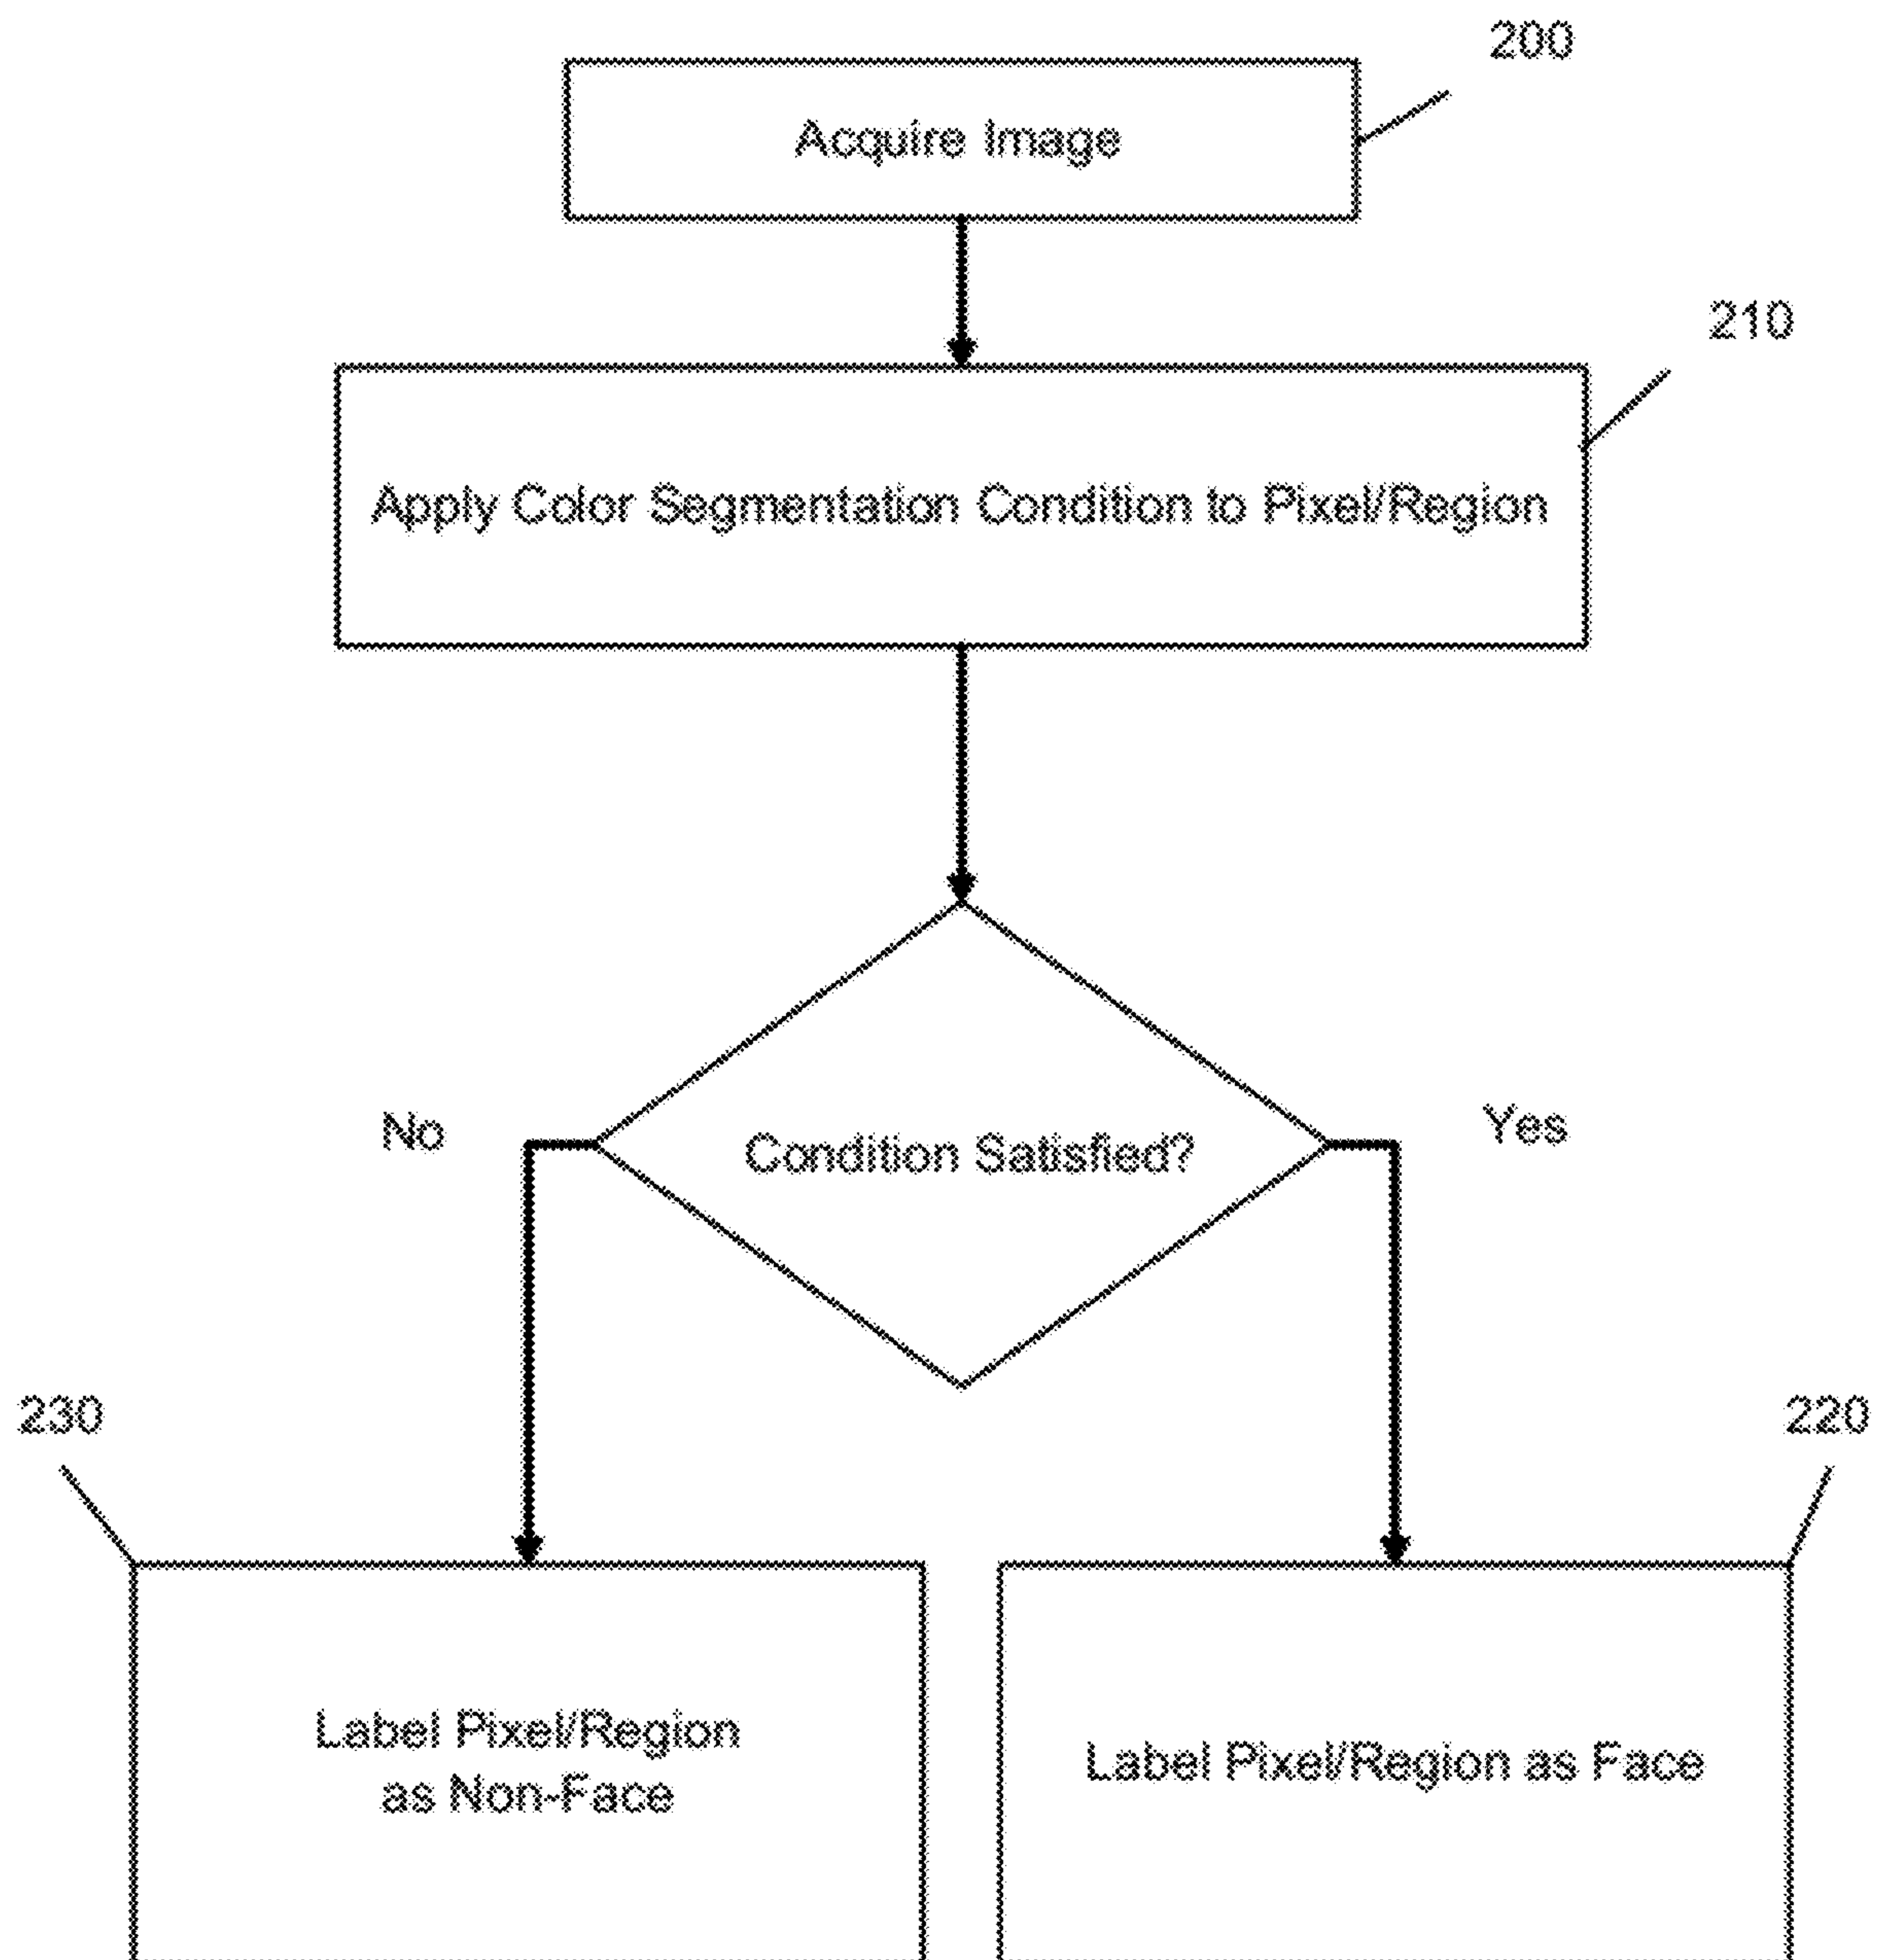 200
Acquire Image
210
Apply Color Segmentation Condition to Pixel/Region
No
Yes
Condition Satisfied?
230
220
Label Pixel/Region
as Non-Face
Label Pixel/Region as Face